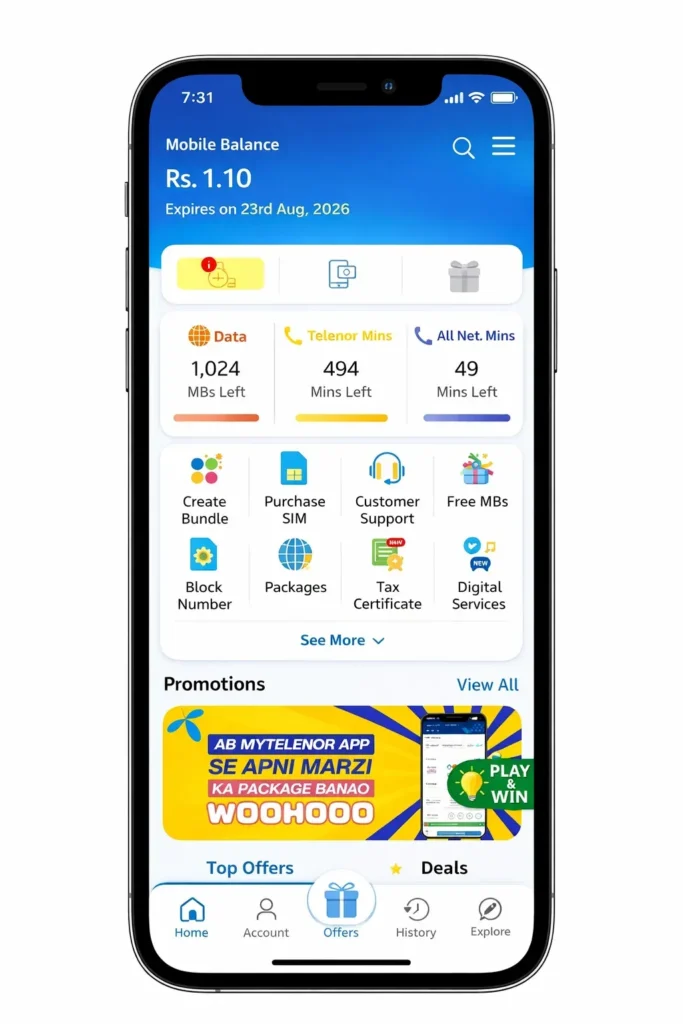 7:31
Mobile Balance
Rs. 1.10
Expires on 23rd Aug, 2026
Data
Telenor Mins
All Net. Mins
1,024
494
49
MBs Left
Mins Left
Mins Left
Create
Bundle
Purchase
SIM
Customer
Support
Free MBs
Block
Number
Packages
Tax
Certificate
NEW
Digital
Services
See More
Promotions
View All
AB MYTELENOR APP
SE APNI MARZI
KA PACKAGE BANAO
WOOHOOO
PLAY
&
WIN
Top Offers
Deals
Home
Account
Offers
History
Explore